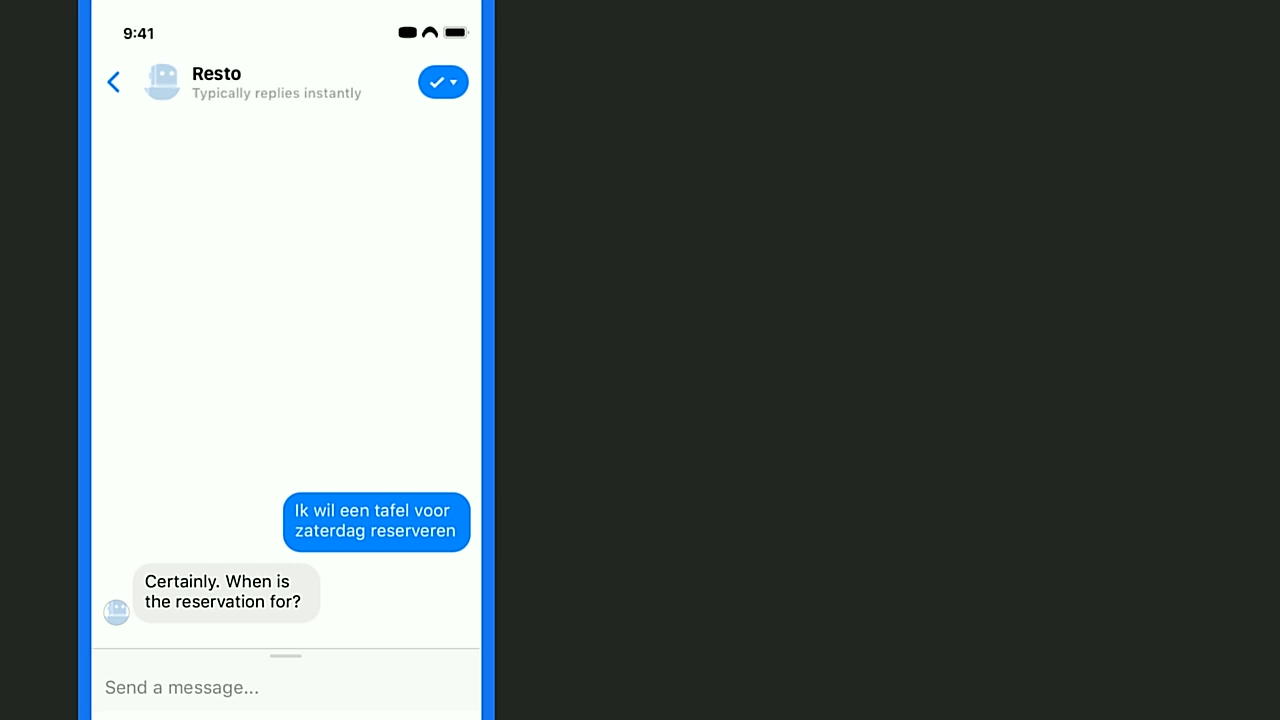 9:41
Resto
Typically replies instantly
Ik wil een tafel voor
zaterdag reserveren
Certainly. When is
the reservation for?
Send a message...